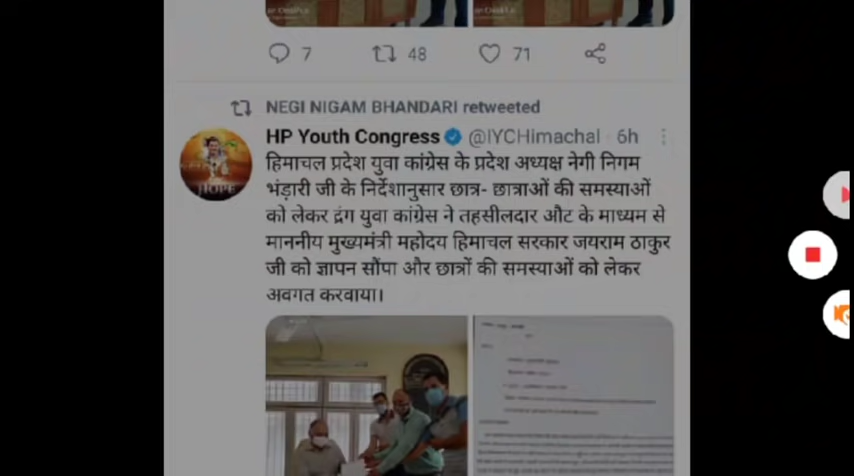 7 48 71
NEGI NIGAM BHANDARI retweeted
HP Youth Congress @IYCHimachal · 6h
हिमाचल प्रदेश युवा कांग्रेस के प्रदेश अध्यक्ष नेगी निगम
भंड़ारी जी के निर्देशानुसार छात्र- छात्राओं की समस्याओं
को लेकर द्रंग युवा कांग्रेस ने तहसीलदार औट के माध्यम से
माननीय मुख्यमंत्री महोदय हिमाचल सरकार जयराम ठाकुर
जी को ज्ञापन सौंपा और छात्रों की समस्याओं को लेकर
अवगत करवाया।
HOPE